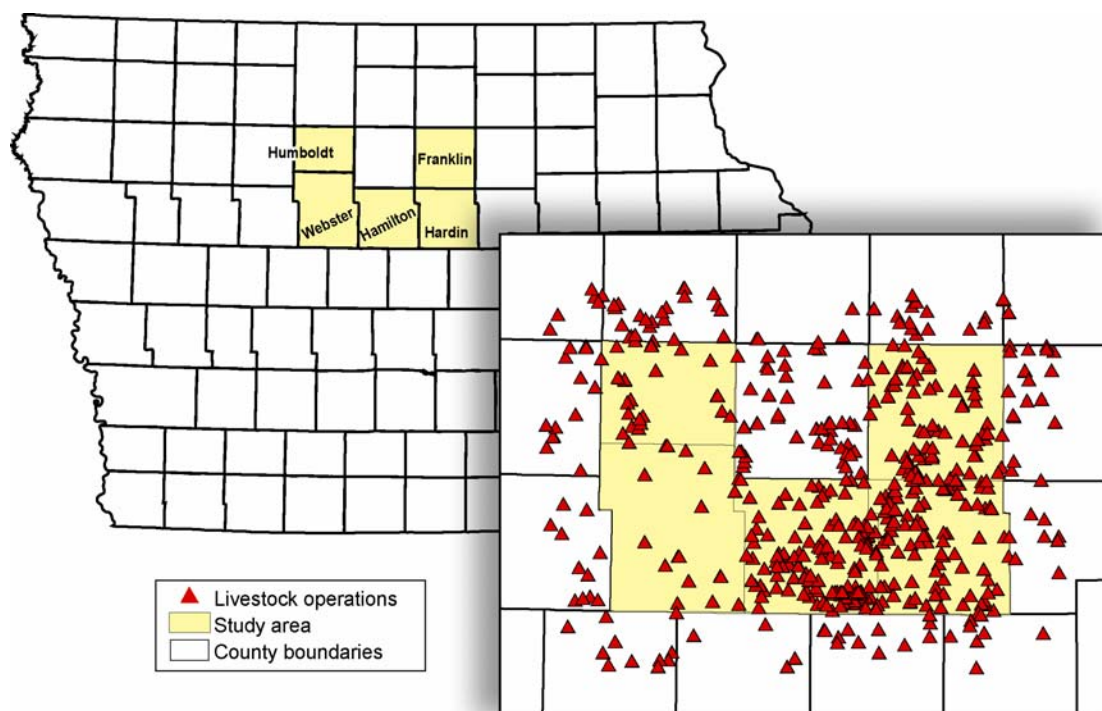 Humboldt
Franklin
Webster
Hamilton
Hardin
Livestock operations
Study area
County boundaries